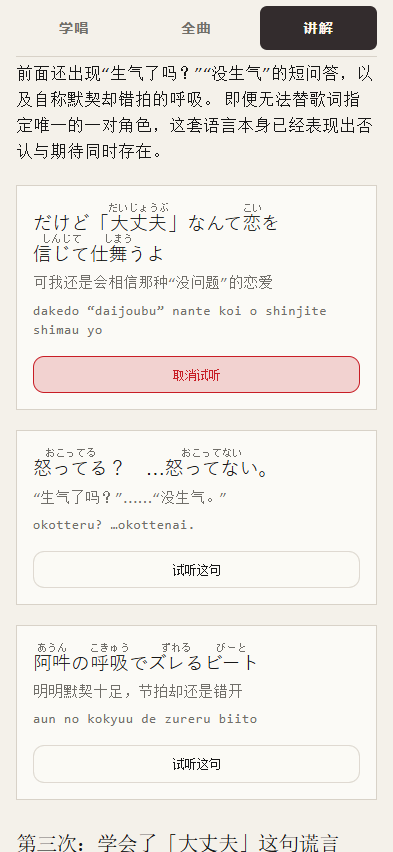 学唱 全曲 讲解
前面还出现“生气了吗？”“没生气”的短问答，以
及自称默契却错拍的呼吸。 即便无法替歌词指
定唯一的一对角色，这套语言本身已经表现出否
认与期待同时存在。
だいじょうぶ こい
だけど「大丈夫」なんて恋を
しんじて しまう
信じて仕舞うよ
可我还是会相信那种“没问题”的恋爱
dakedo “daijoubu” nante koi o shinjite
shimau yo
取消试听
おこってる おこってない
怒ってる？ …怒ってない。
“生气了吗？”……“没生气。”
okotteru? …okottenai.
试听这句
あうん こきゅう ずれる びーと
阿吽の呼吸でズレるビート
明明默契十足，节拍却还是错开
aun no kokyuu de zureru biito
试听这句
第三次：学会了「大丈夫」这句谎言